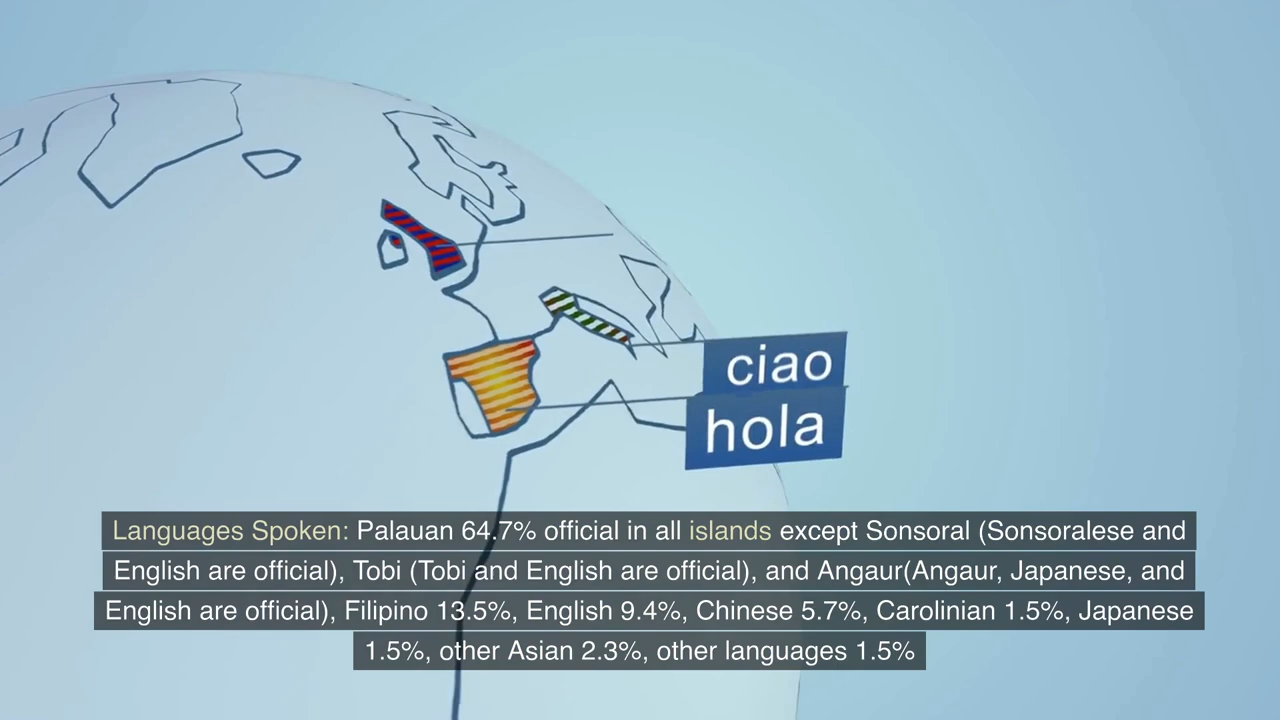 ciao
hola
Languages Spoken: Palauan 64.7% official in all islands except Sonsoral (Sonsoralese and
English are official), Tobi (Tobi and English are official), and Angaur(Angaur, Japanese, and
English are official), Filipino 13.5%, English 9.4%, Chinese 5.7%, Carolinian 1.5%, Japanese
1.5%, other Asian 2.3%, other languages 1.5%